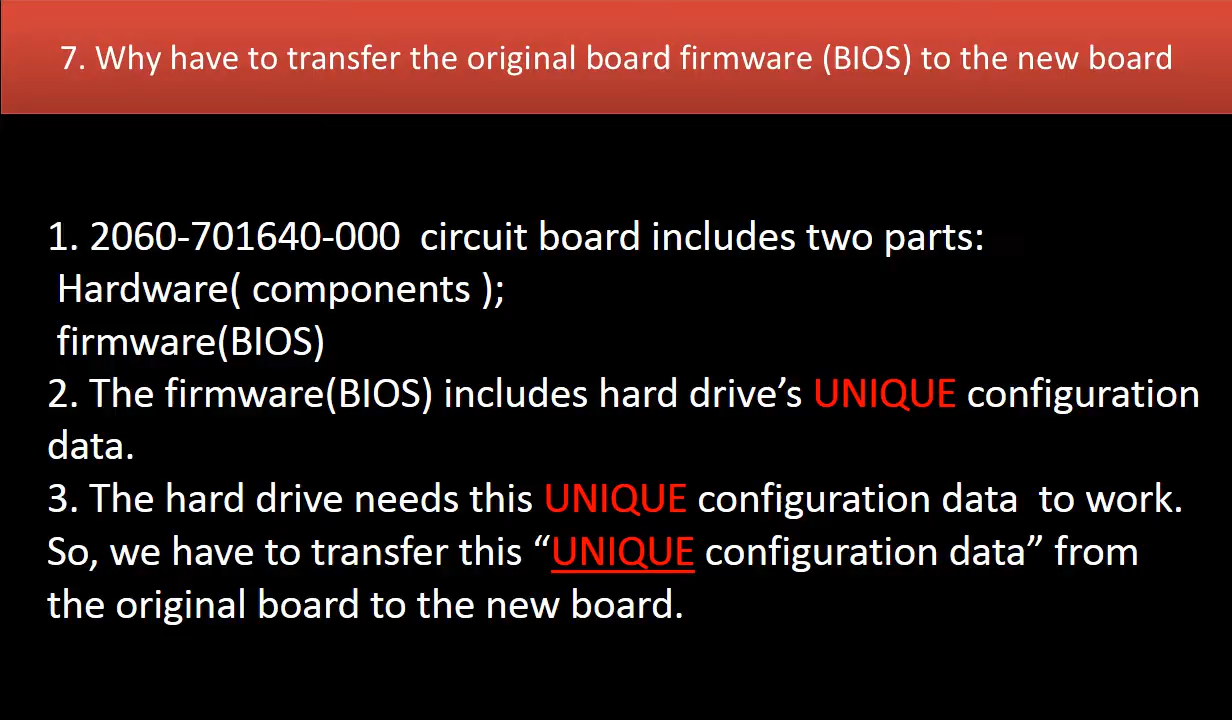 7. Why have to transfer the original board firmware (BIOS) to the new board
1. 2060-701640-000  circuit board includes two parts:
Hardware( components );
firmware(BIOS)
2. The firmware(BIOS) includes hard drive’s UNIQUE configuration
data.
3. The hard drive needs this UNIQUE configuration data  to work.
So, we have to transfer this “UNIQUE configuration data” from
the original board to the new board.